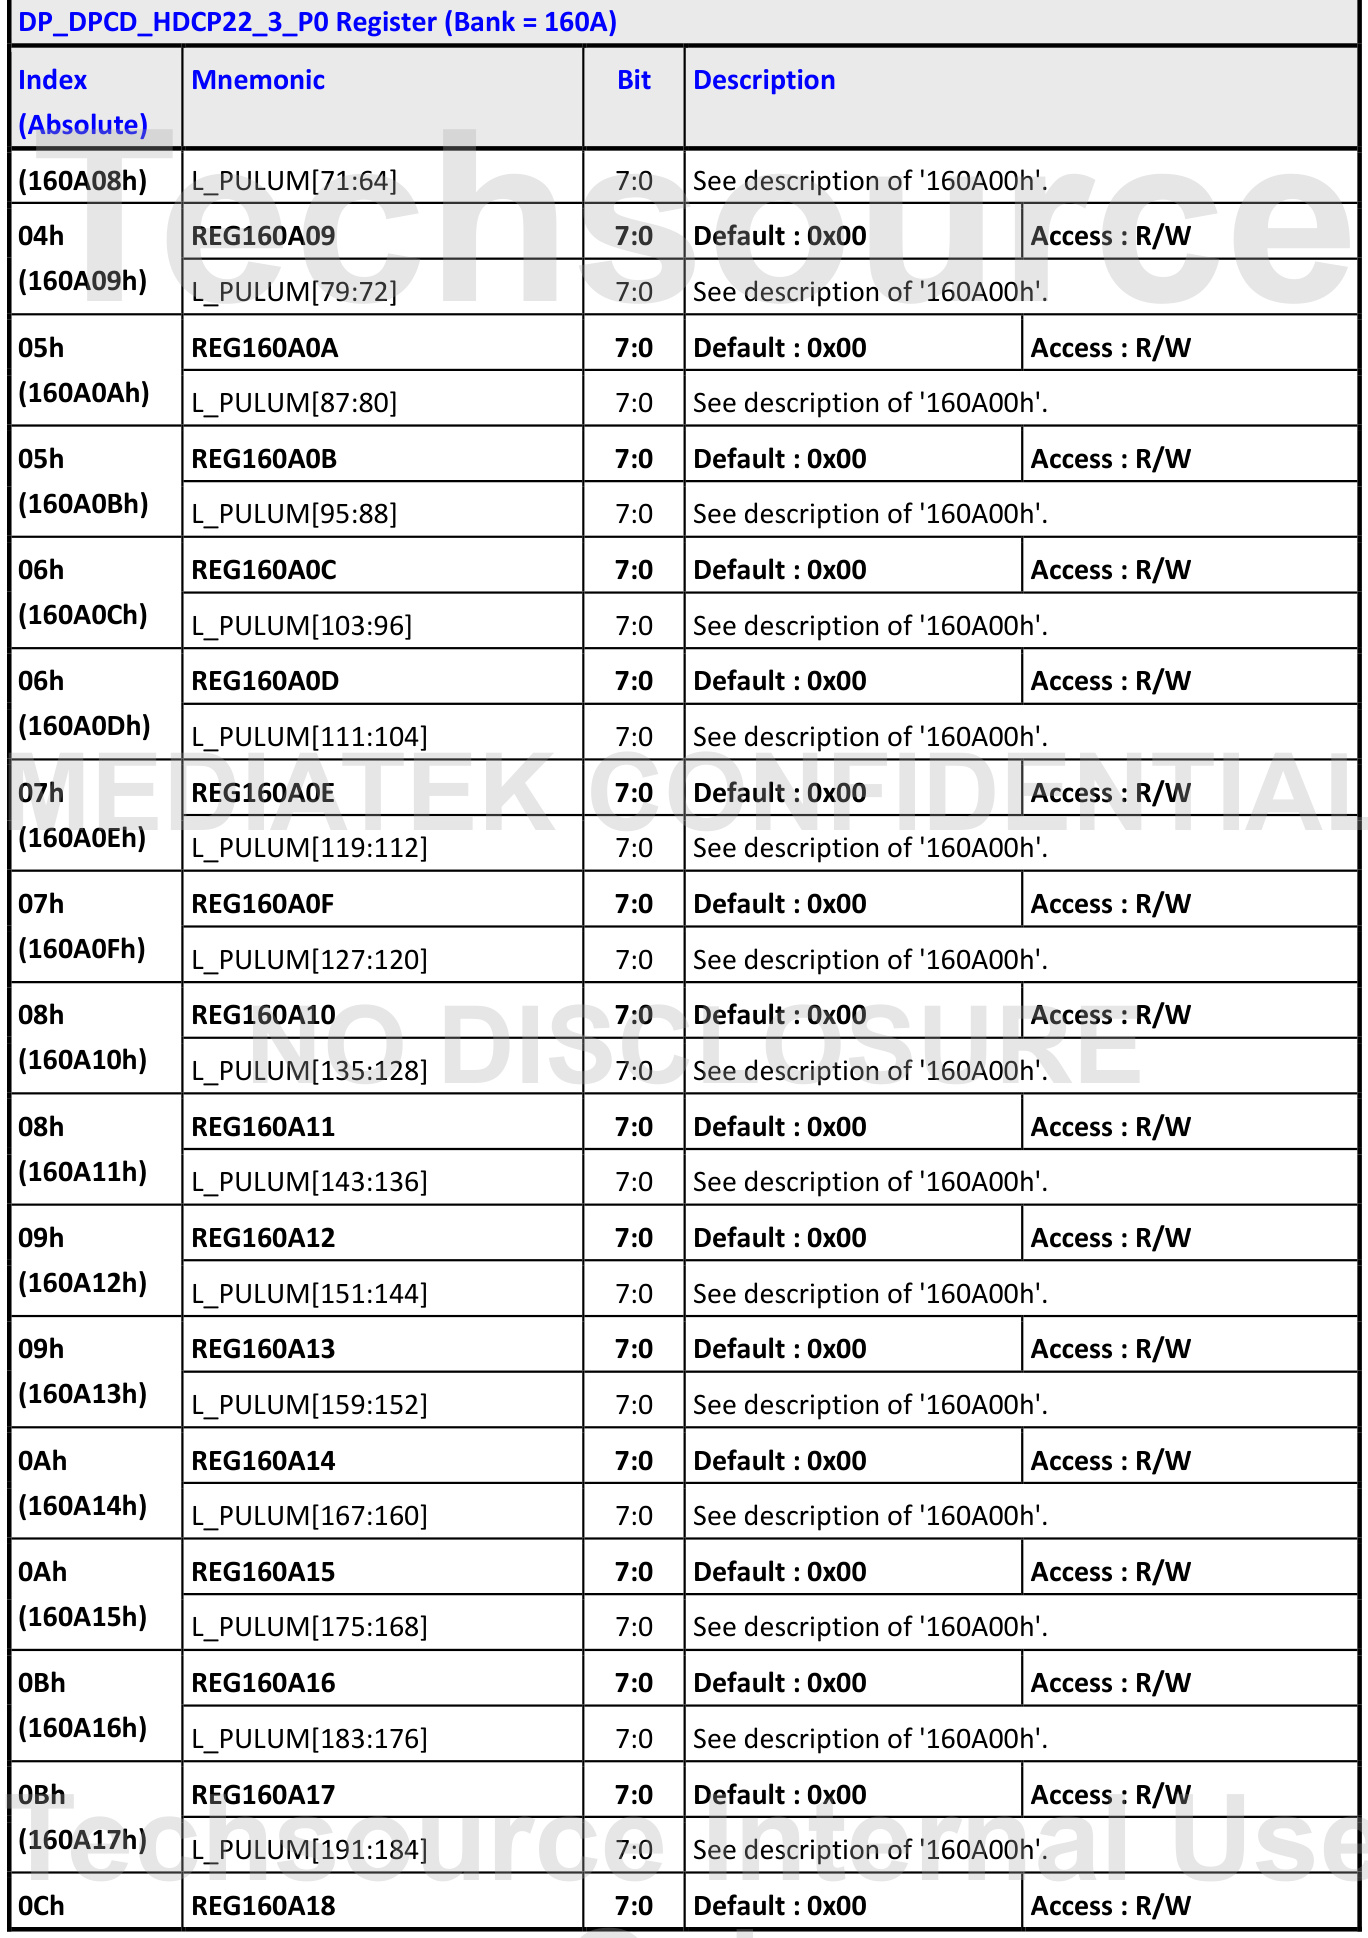 DP_DPCD_HDCP22_3_P0 Register (Bank = 160A)
Index (Absolute) Mnemonic Bit Description
(160A08h) L_PULUM[71:64] 7:0 See description of '160A00h'.
04h REG160A09 7:0 Default : 0x00 Access : R/W
(160A09h) L_PULUM[79:72] 7:0 See description of '160A00h'.
05h REG160A0A 7:0 Default : 0x00 Access : R/W
(160A0Ah) L_PULUM[87:80] 7:0 See description of '160A00h'.
05h REG160A0B 7:0 Default : 0x00 Access : R/W
(160A0Bh) L_PULUM[95:88] 7:0 See description of '160A00h'.
06h REG160A0C 7:0 Default : 0x00 Access : R/W
(160A0Ch) L_PULUM[103:96] 7:0 See description of '160A00h'.
06h REG160A0D 7:0 Default : 0x00 Access : R/W
(160A0Dh) L_PULUM[111:104] 7:0 See description of '160A00h'.
07h REG160A0E 7:0 Default : 0x00 Access : R/W
(160A0Eh) L_PULUM[119:112] 7:0 See description of '160A00h'.
07h REG160A0F 7:0 Default : 0x00 Access : R/W
(160A0Fh) L_PULUM[127:120] 7:0 See description of '160A00h'.
08h REG160A10 7:0 Default : 0x00 Access : R/W
(160A10h) L_PULUM[135:128] 7:0 See description of '160A00h'.
08h REG160A11 7:0 Default : 0x00 Access : R/W
(160A11h) L_PULUM[143:136] 7:0 See description of '160A00h'.
09h REG160A12 7:0 Default : 0x00 Access : R/W
(160A12h) L_PULUM[151:144] 7:0 See description of '160A00h'.
09h REG160A13 7:0 Default : 0x00 Access : R/W
(160A13h) L_PULUM[159:152] 7:0 See description of '160A00h'.
0Ah REG160A14 7:0 Default : 0x00 Access : R/W
(160A14h) L_PULUM[167:160] 7:0 See description of '160A00h'.
0Ah REG160A15 7:0 Default : 0x00 Access : R/W
(160A15h) L_PULUM[175:168] 7:0 See description of '160A00h'.
0Bh REG160A16 7:0 Default : 0x00 Access : R/W
(160A16h) L_PULUM[183:176] 7:0 See description of '160A00h'.
0Bh REG160A17 7:0 Default : 0x00 Access : R/W
(160A17h) L_PULUM[191:184] 7:0 See description of '160A00h'.
0Ch REG160A18 7:0 Default : 0x00 Access : R/W
Techsource
MEDIATEK CONFIDENTIAL
NO DISCLOSURE
Techsource Internal Use